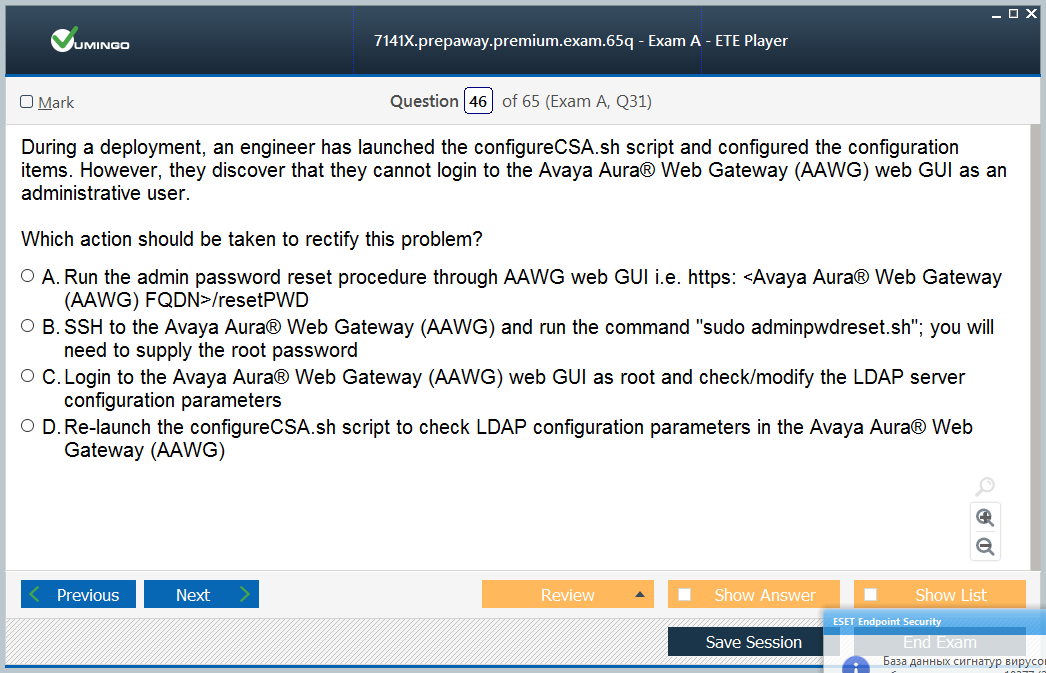 VUMINGO
7141X.prepaway.premium.exam.65q - Exam A - ETE Player
Mark
Question 46 of 65 (Exam A, Q31)
During a deployment, an engineer has launched the configureCSA.sh script and configured the configuration
items. However, they discover that they cannot login to the Avaya Aura® Web Gateway (AAWG) web GUI as an
administrative user.
Which action should be taken to rectify this problem?
A. Run the admin password reset procedure through AAWG web GUI i.e. https: <Avaya Aura® Web Gateway
(AAWG) FQDN>/resetPWD
B. SSH to the Avaya Aura® Web Gateway (AAWG) and run the command "sudo adminpwdreset.sh"; you will
need to supply the root password
C. Login to the Avaya Aura® Web Gateway (AAWG) web GUI as root and check/modify the LDAP server
configuration parameters
D. Re-launch the configureCSA.sh script to check LDAP configuration parameters in the Avaya Aura® Web
Gateway (AAWG)
Previous Next Review Show Answer Show List
ESET Endpoint Security
Save Session End Exam
База данных сигнатур вирусо